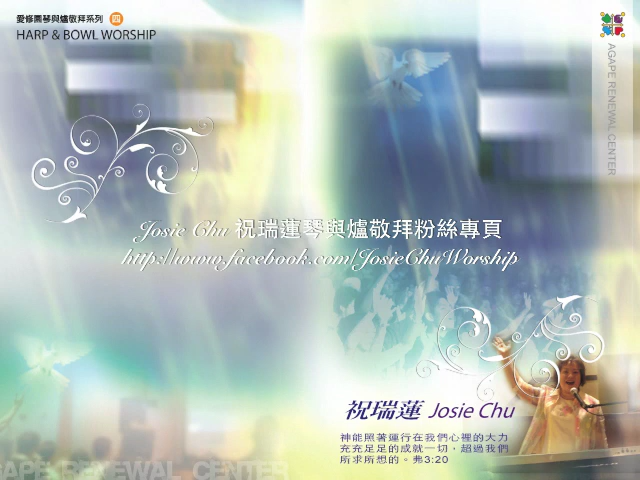 愛修園琴與爐敬拜系列 四
HARP & BOWL WORSHIP
AGAPE RENEWAL CENTER
Josie Chu 祝瑞蓮琴與爐敬拜粉絲專頁
http://www.facebook.com/JosieChuWorship
祝瑞蓮 Josie Chu
神能照著運行在我們心裡的大力
充充足足的成就一切，超過我們
所求所想的。弗3:20
AGAPE RENEWAL CENTER